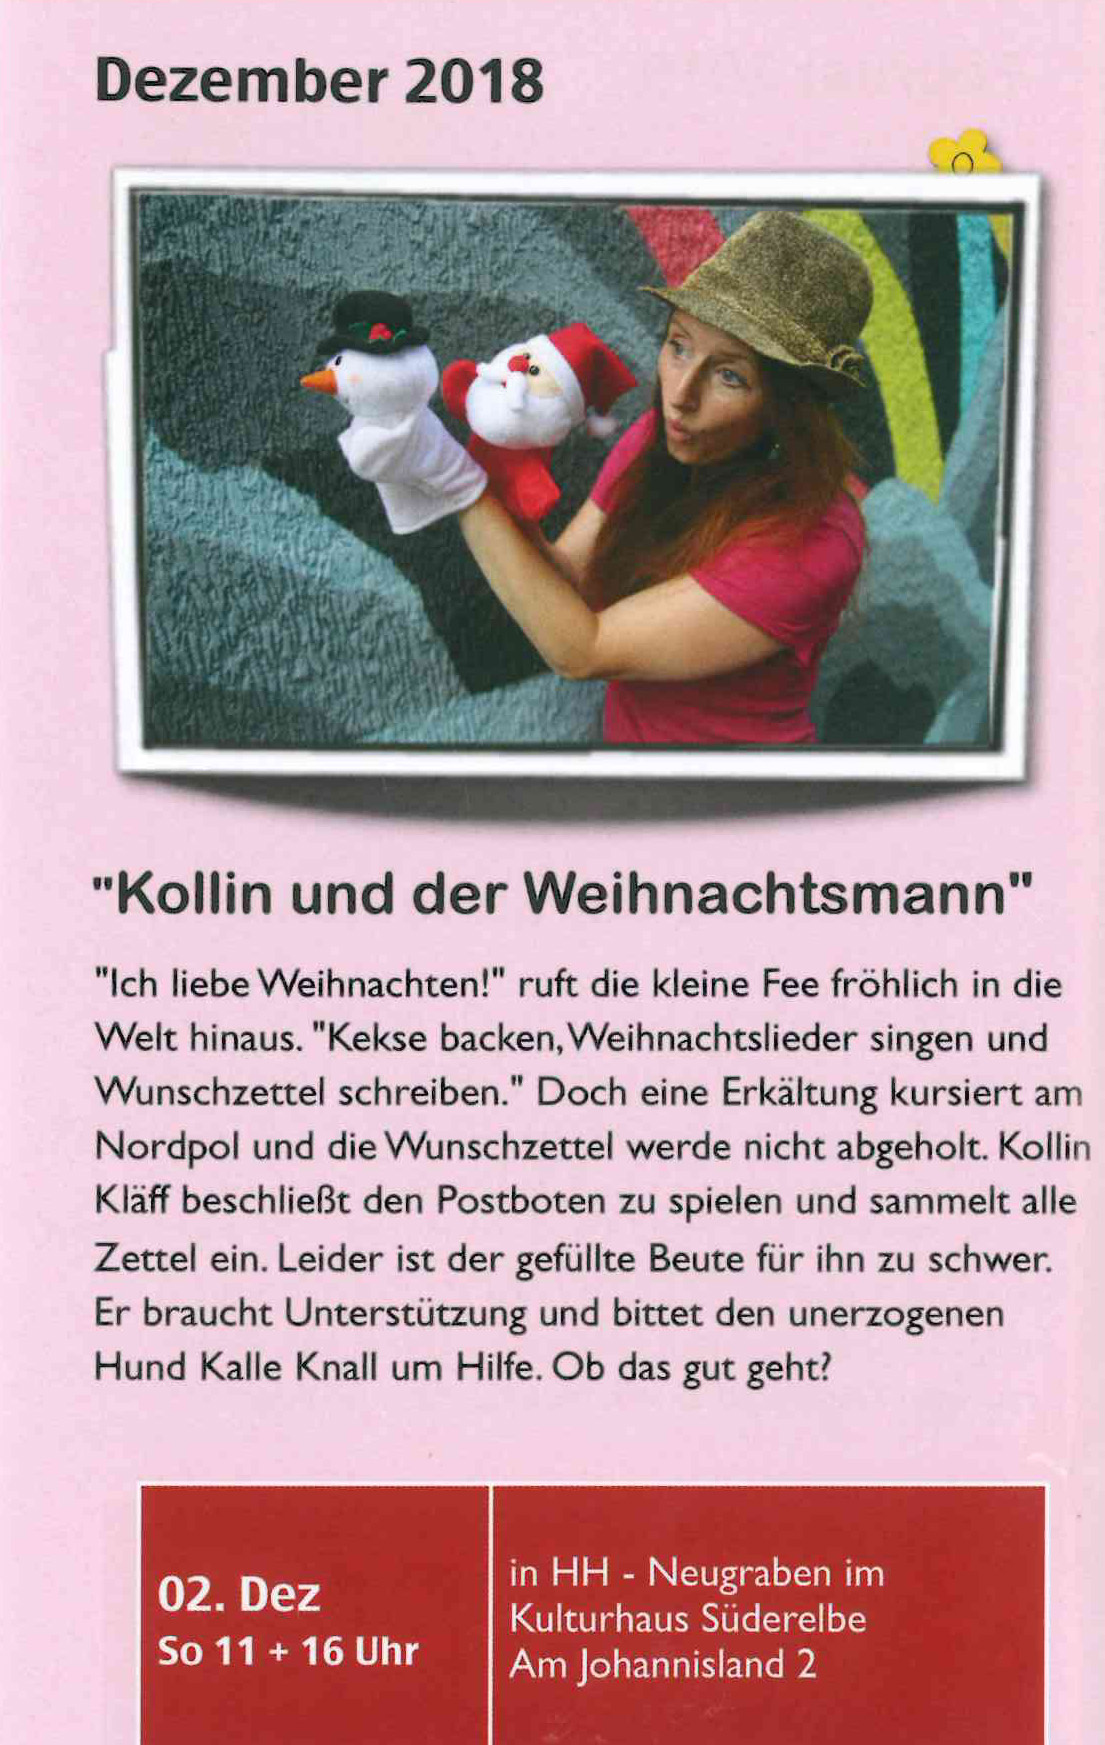 Dezember 2018
"Kollin und der Weihnachtsmann"
"Ich liebe Weihnachten!" ruft die kleine Fee fröhlich in die
Welt hinaus. "Kekse backen, Weihnachtslieder singen und
Wunschzettel schreiben." Doch eine Erkältung kursiert am
Nordpol und die Wunschzettel werde nicht abgeholt. Kollin
Kläff beschließt den Postboten zu spielen und sammelt alle
Zettel ein. Leider ist der gefüllte Beute für ihn zu schwer.
Er braucht Unterstützung und bittet den unerzogenen
Hund Kalle Knall um Hilfe. Ob das gut geht?
02. Dez
So 11 + 16 Uhr
in HH - Neugraben im
Kulturhaus Süderelbe
Am Johannisland 2